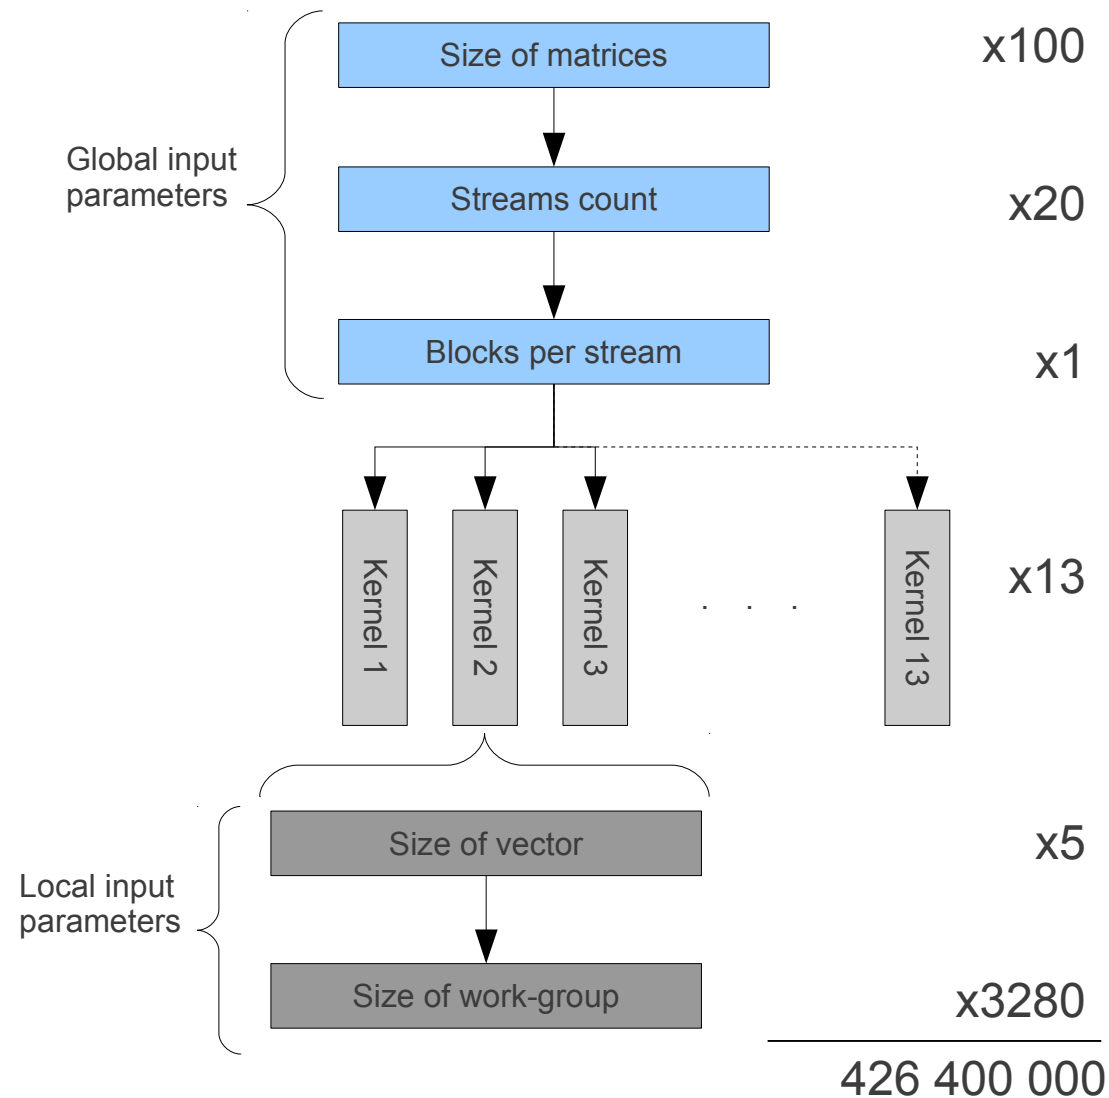 Size of matrices
x100
Global input
parameters
Streams count
x20
Blocks per stream
x1
Kernel 1
Kernel 2
Kernel 3
. . .
Kernel 13
x13
Size of vector
x5
Local input
parameters
Size of work-group
x3280
426 400 000